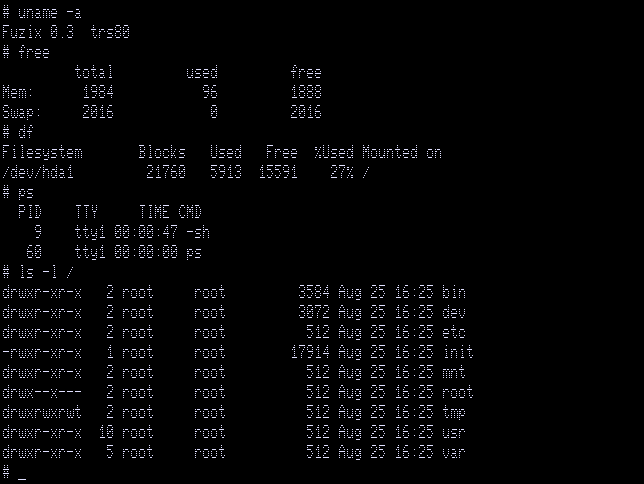 # uname -a
Fuzix 0.3  trs80
# free
         total         used         free
Mem:      1984           96         1888
Swap:     2016            0         2016
# df
Filesystem       Blocks   Used   Free  %Used Mounted on
/dev/hda1         21760   5913  15591    27% /
# ps
  PID    TTY     TIME CMD
    9    tty1 00:00:47 -sh
   60    tty1 00:00:00 ps
# ls -l /
drwxr-xr-x   2 root     root         3584 Aug 25 16:25 bin
drwxr-xr-x   2 root     root         3072 Aug 25 16:25 dev
drwxr-xr-x   2 root     root          512 Aug 25 16:25 etc
-rwxr-xr-x   1 root     root        17914 Aug 25 16:25 init
drwxr-xr-x   2 root     root          512 Aug 25 16:25 mnt
drwx--x---   2 root     root          512 Aug 25 16:25 root
drwxrwxrwt   2 root     root          512 Aug 25 16:25 tmp
drwxr-xr-x  10 root     root          512 Aug 25 16:25 usr
drwxr-xr-x   5 root     root          512 Aug 25 16:25 var
# _